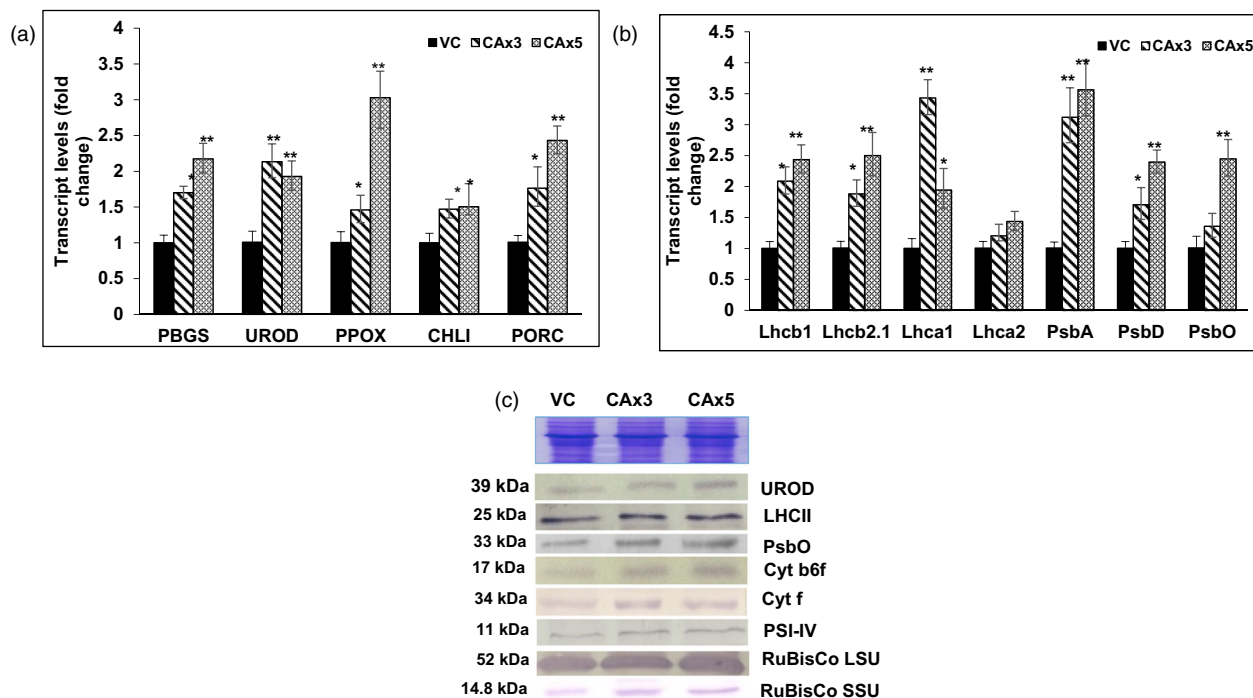 (a)
Transcript levels (fold change)
4
3.5
3
2.5
2
1.5
1
0.5
0
VC CAx3 CAx5
* ** ** ** * ** * * * **
PBGS UROD PPOX CHLI PORC
(b)
Transcript levels (fold change)
4.5
4
3.5
3
2.5
2
1.5
1
0.5
0
VC CAx3 CAx5
* ** * ** ** * ** ** * ** **
Lhcb1 Lhcb2.1 Lhca1 Lhca2 PsbA PsbD PsbO
(c)
VC CAx3 CAx5
39 kDa UROD
25 kDa LHCII
33 kDa PsbO
17 kDa Cyt b6f
34 kDa Cyt f
11 kDa PSI-IV
52 kDa RuBisCo LSU
14.8 kDa RuBisCo SSU